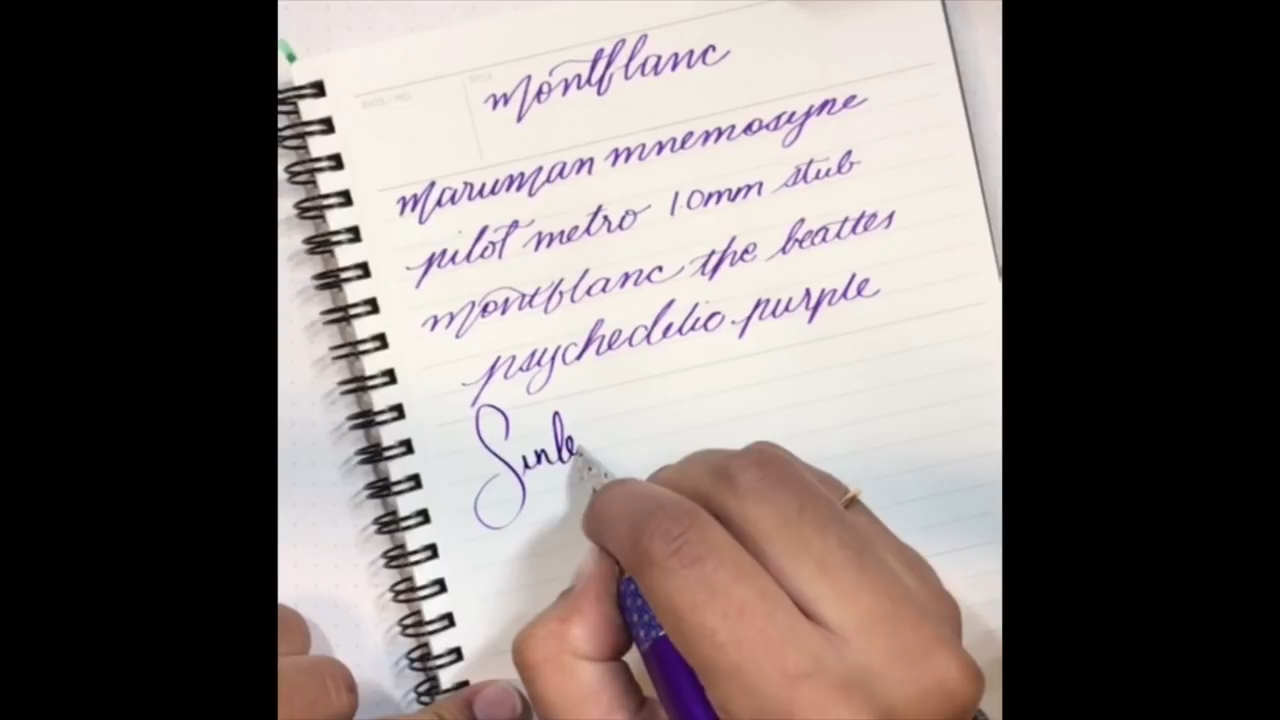 montblanc
maruman mnemosyne
pilot metro 1.0mm stub
montblanc the beatles
psychedelic purple